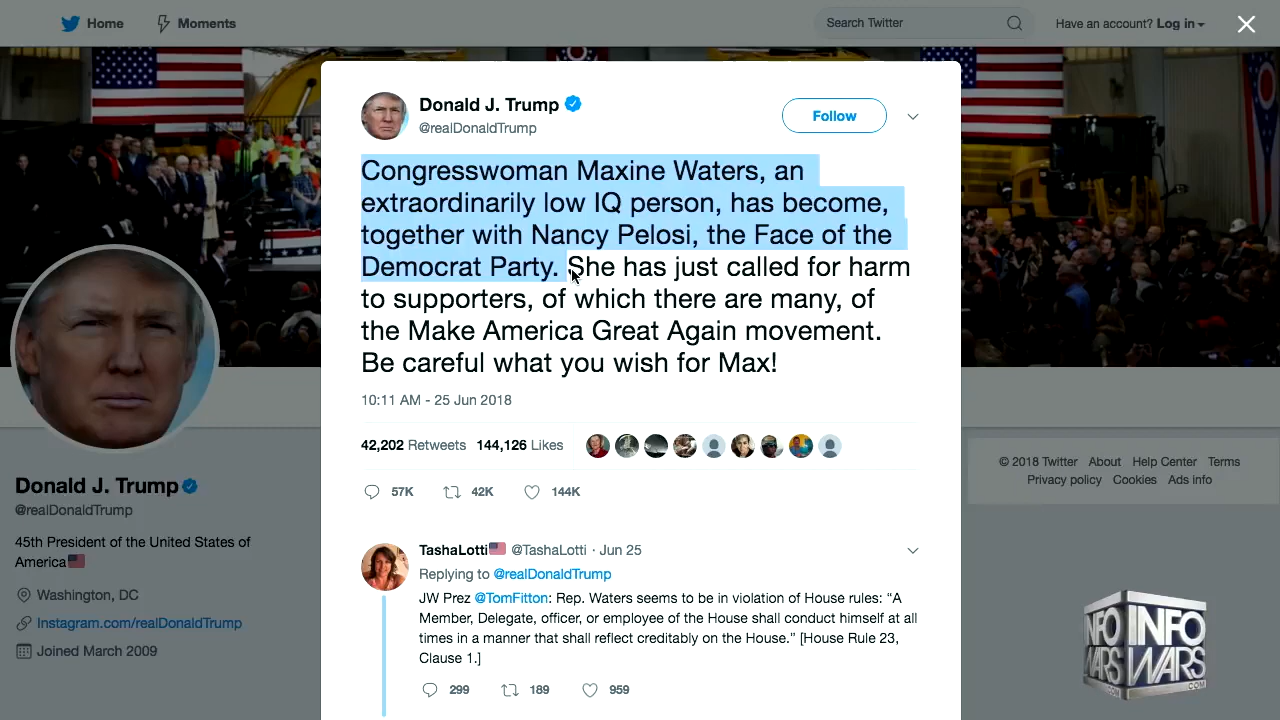 Home
Moments
Search Twitter
Have an account? Log in
Donald J. Trump
@realDonaldTrump
Follow
Congresswoman Maxine Waters, an
extraordinarily low IQ person, has become,
together with Nancy Pelosi, the Face of the
Democrat Party. She has just called for harm
to supporters, of which there are many, of
the Make America Great Again movement.
Be careful what you wish for Max!
10:11 AM - 25 Jun 2018
42,202 Retweets 144,126 Likes
57K 42K 144K
TashaLotti @TashaLotti · Jun 25
Replying to @realDonaldTrump
JW Prez @TomFitton: Rep. Waters seems to be in violation of House rules: “A
Member, Delegate, officer, or employee of the House shall conduct himself at all
times in a manner that shall reflect creditably on the House.” [House Rule 23,
Clause 1.]
299 189 959
Donald J. Trump
@realDonaldTrump
45th President of the United States of
America
Washington, DC
Instagram.com/realDonaldTrump
Joined March 2009
© 2018 Twitter About Help Center Terms
Privacy policy Cookies Ads info
INFO
WARS
.COM
INFO
WARS
.COM